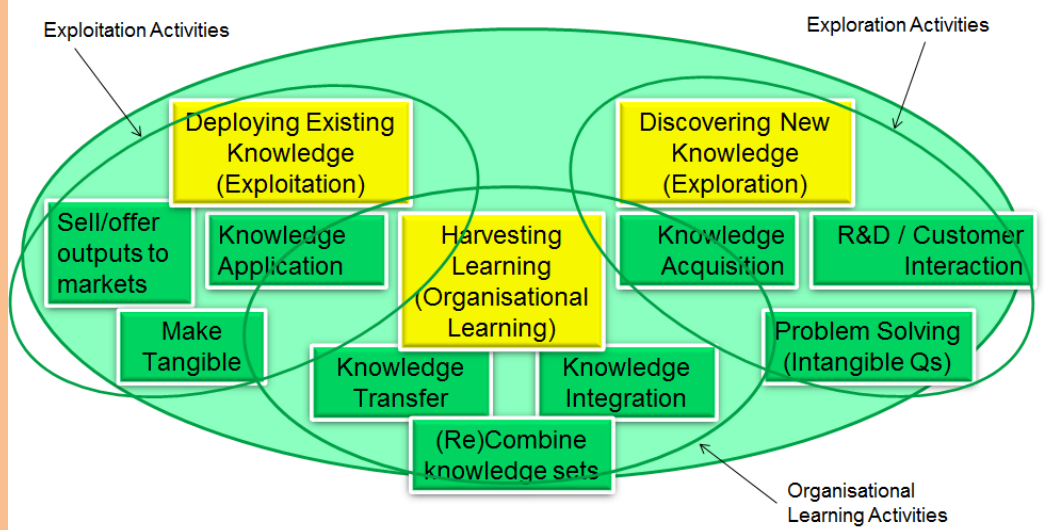 Exploitation Activities
Exploration Activities
Deploying Existing
Knowledge
(Exploitation)
Discovering New
Knowledge
(Exploration)
Sell/offer
outputs to
markets
Knowledge
Application
Harvesting
Learning
(Organisational
Learning)
Knowledge
Acquisition
R&D / Customer
Interaction
Make
Tangible
Knowledge
Transfer
Knowledge
Integration
Problem Solving
(Intangible Qs)
(Re)Combine
knowledge sets
Organisational
Learning Activities